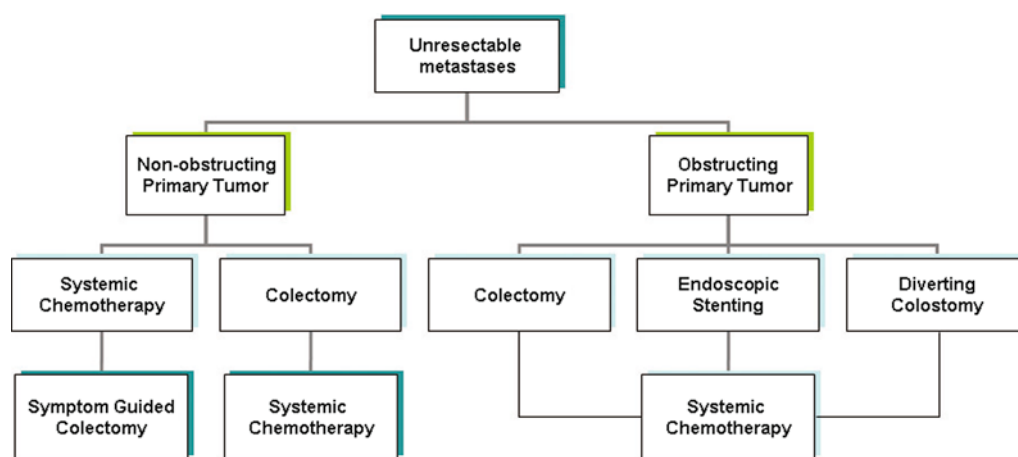 Unresectable
metastases
Non-obstructing
Primary Tumor
Obstructing
Primary Tumor
Systemic
Chemotherapy
Colectomy
Colectomy
Endoscopic
Stenting
Diverting
Colostomy
Symptom Guided
Colectomy
Systemic
Chemotherapy
Systemic
Chemotherapy